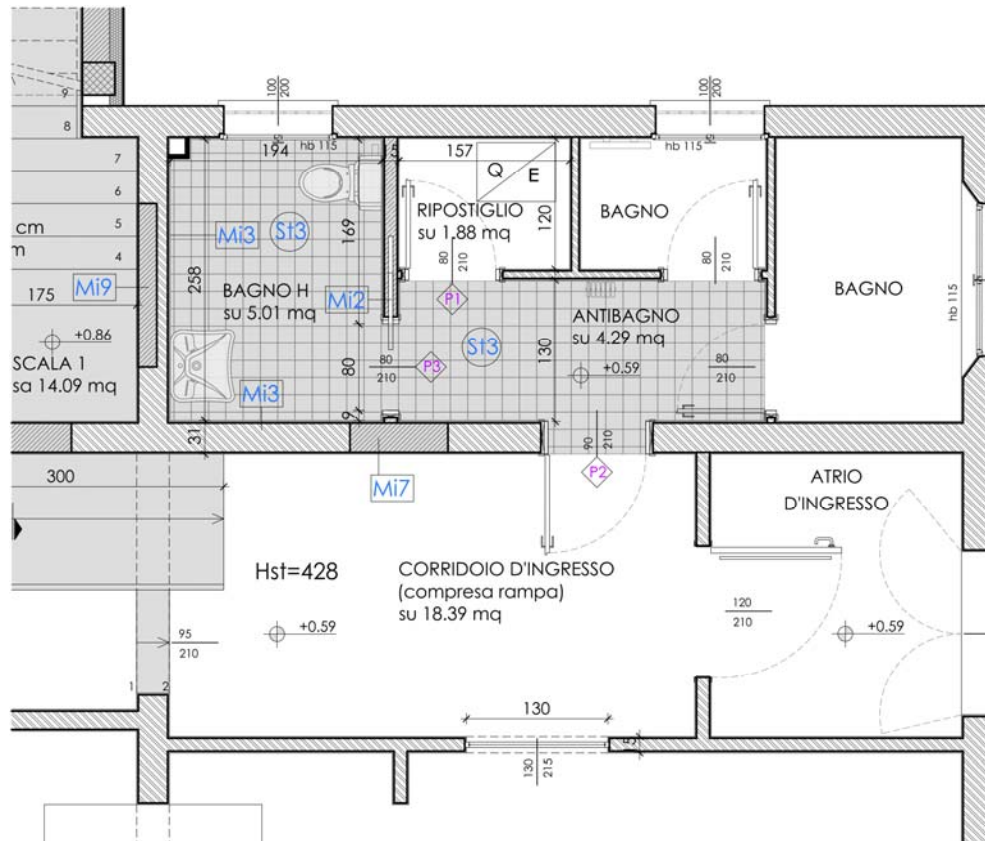 9
8
7
6
5
4
100
200
100
200
hb 115
hb 115
194
5
157
Q
E
Mi3
St3
169
RIPOSTIGLIO
su 1.88 mq
120
BAGNO
80
210
80
210
cm
m
Mi9
175
258
BAGNO H
su 5.01 mq
Mi2
P1
ANTIBAGNO
su 4.29 mq
BAGNO
hb 115
+0.86
SCALA 1
sa 14.09 mq
80
80
210
P3
St3
130
+0.59
80
210
Mi3
9
31
90
210
P2
300
Mi7
ATRIO
D'INGRESSO
Hst=428
CORRIDOIO D'INGRESSO
(compresa rampa)
su 18.39 mq
+0.59
95
210
120
210
+0.59
1
2
130
15
130
215